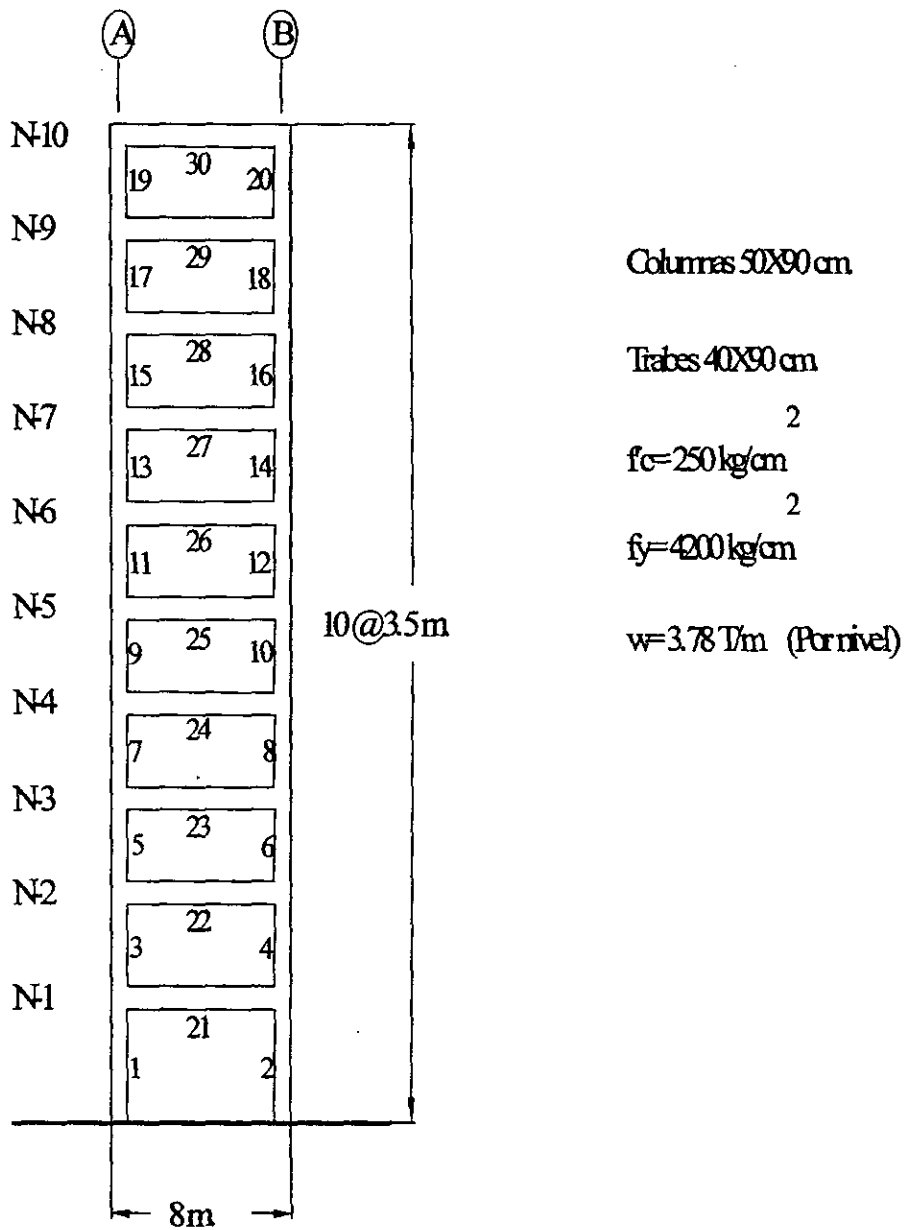 A B
N-10
30
19 20
N-9
29
17 18
N-8
28
15 16
N-7
27
13 14
N-6
26
11 12
N-5
25
9 10
N-4
24
7 8
N-3
23
5 6
N-2
22
3 4
N-1
21
1 2
10@3.5m
8m
Columnas 50X90 cm.
Trabes 40X90 cm.
2
f'c=250 kg/cm
2
fy=4200 kg/cm
w=3.78 T/m (Por nivel)